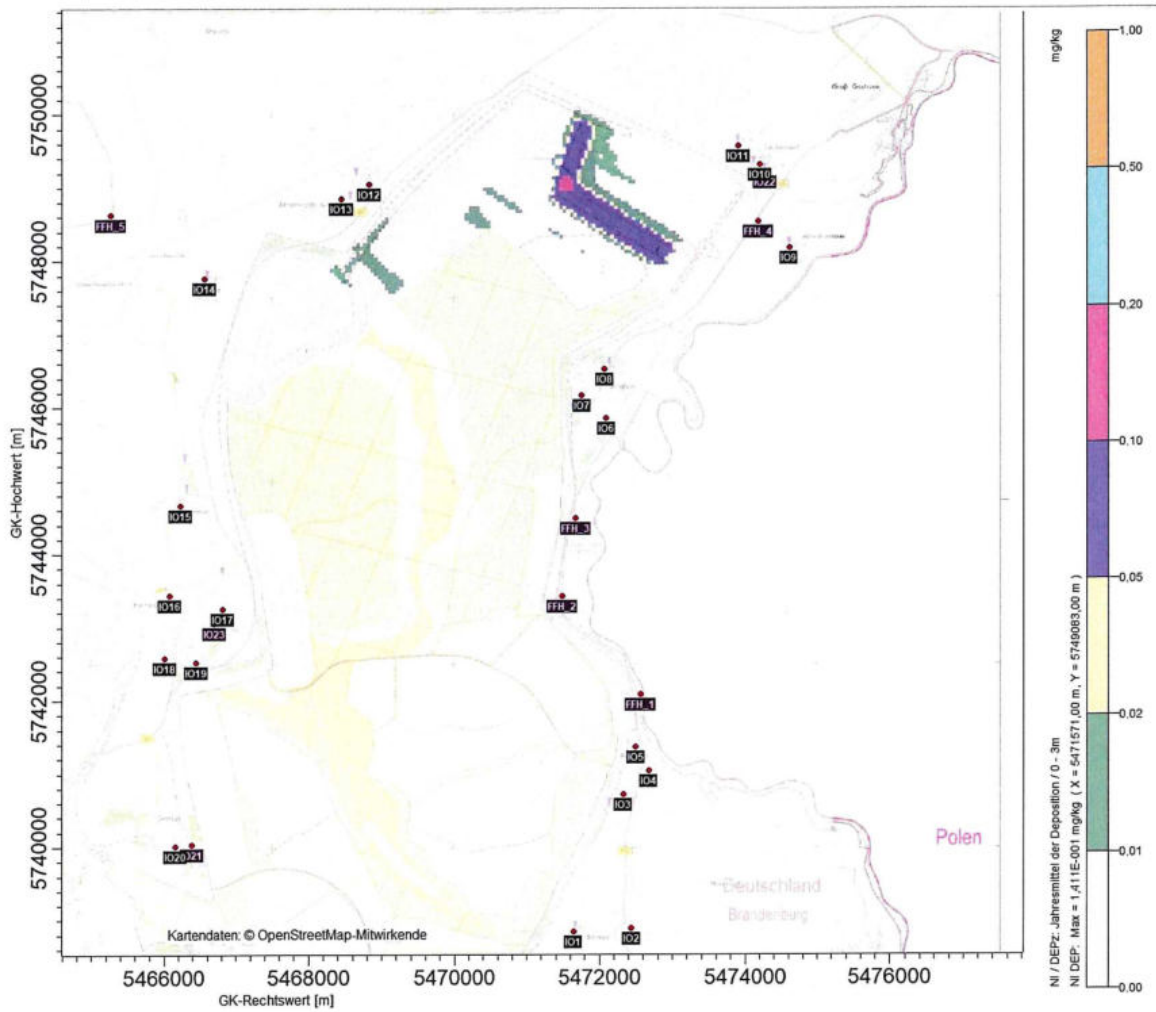 mg/kg
1.00
0,50
0,20
0,10
0,05
0,02
0,01
0.00
NI / DEPz: Jahresmittel der Deposition / 0 - 3m
NI DEP: Max = 1,411E-001 mg/kg ( X = 5471571,00 m, Y = 5749083,00 m )
GK-Hochwert [m]
5750000
5748000
5746000
5744000
5742000
5740000
IO11
IO10
IO22
IO12
IO13
FFH_5
FFH_4
IO9
IO14
IO8
IO7
IO6
IO15
FFH_3
IO16
FFH_2
IO17
IO23
IO18
IO19
FFH_1
IO5
IO4
IO3
IO20
IO21
Polen
Deutschland
Brandenburg
Kartendaten: © OpenStreetMap-Mitwirkende
IO1
IO2
5466000
5468000
5470000
5472000
5474000
5476000
GK-Rechtswert [m]